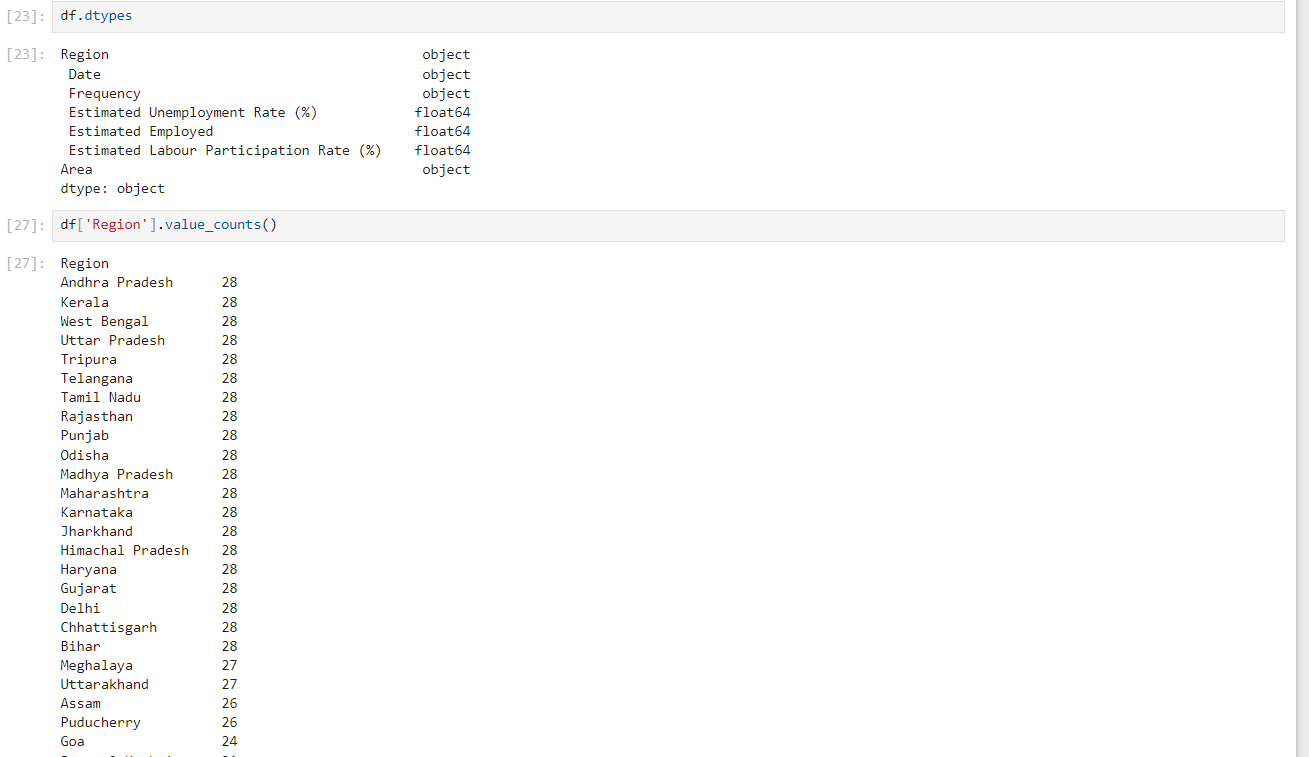 [23]: df.dtypes
[23]: Region object
Date object
Frequency object
Estimated Unemployment Rate (%) float64
Estimated Employed float64
Estimated Labour Participation Rate (%) float64
Area object
dtype: object
[27]: df['Region'].value_counts()
[27]: Region
Andhra Pradesh 28
Kerala 28
West Bengal 28
Uttar Pradesh 28
Tripura 28
Telangana 28
Tamil Nadu 28
Rajasthan 28
Punjab 28
Odisha 28
Madhya Pradesh 28
Maharashtra 28
Karnataka 28
Jharkhand 28
Himachal Pradesh 28
Haryana 28
Gujarat 28
Delhi 28
Chhattisgarh 28
Bihar 28
Meghalaya 27
Uttarakhand 27
Assam 26
Puducherry 26
Goa 24